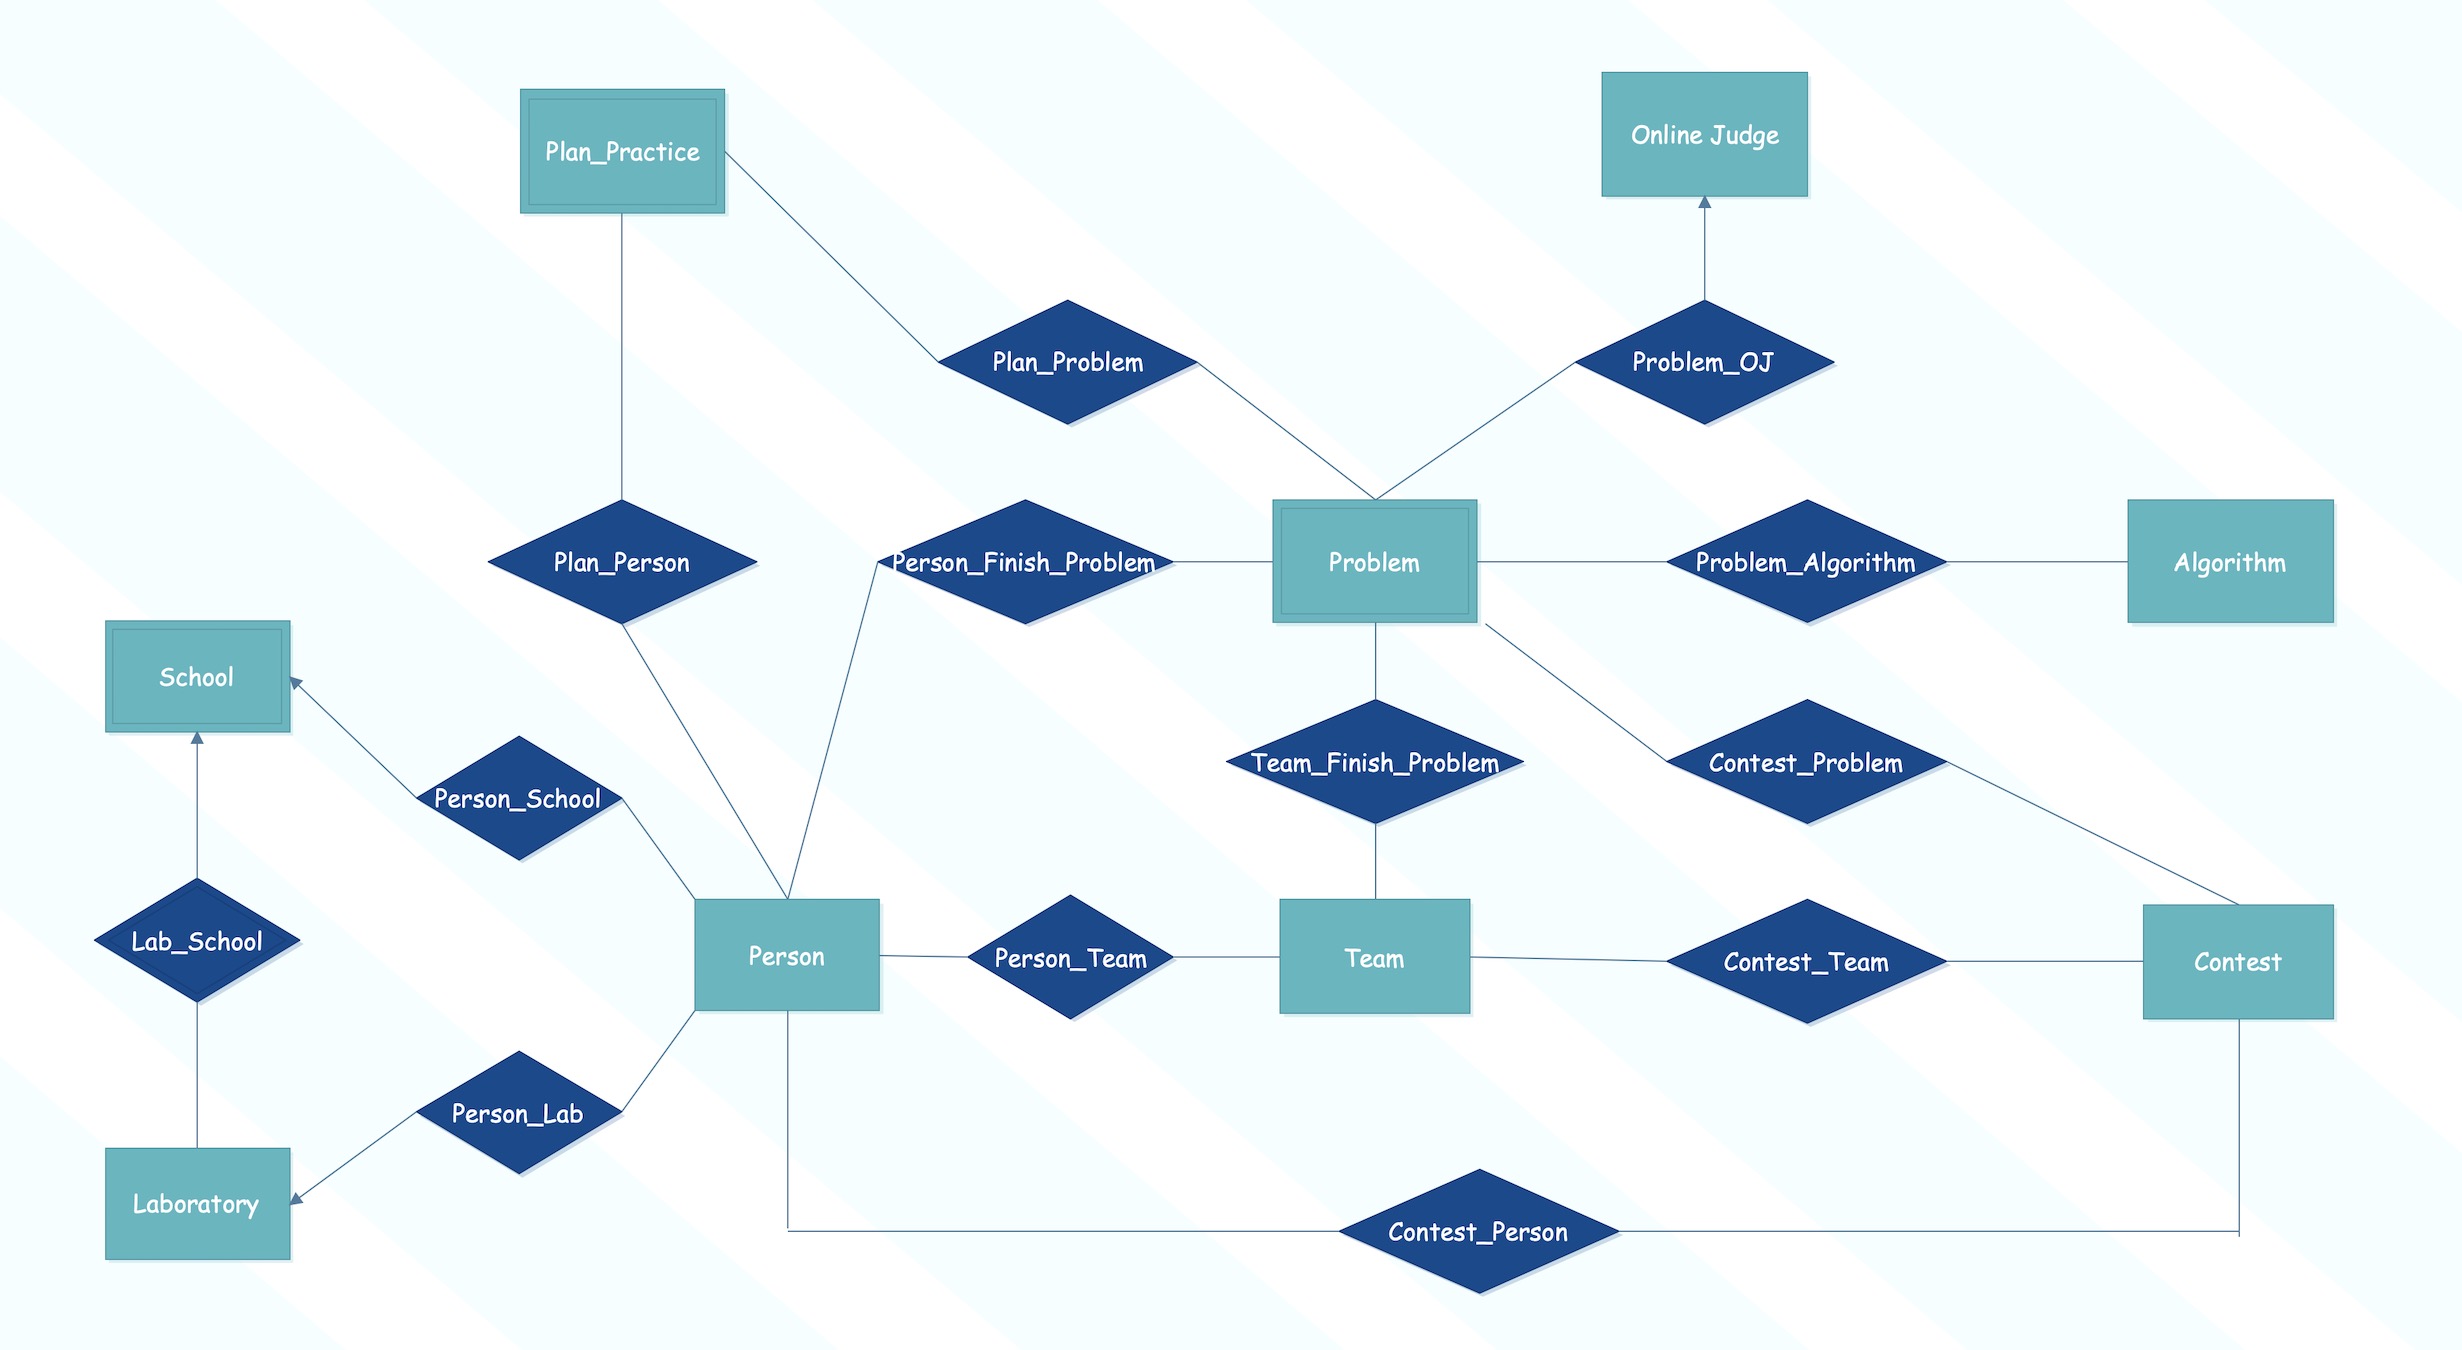 Online Judge
Plan_Practice
Plan_Problem
Problem_OJ
Plan_Person
Person_Finish_Problem
Problem
Problem_Algorithm
Algorithm
School
Person_School
Team_Finish_Problem
Contest_Problem
Lab_School
Person
Person_Team
Team
Contest_Team
Contest
Person_Lab
Laboratory
Contest_Person